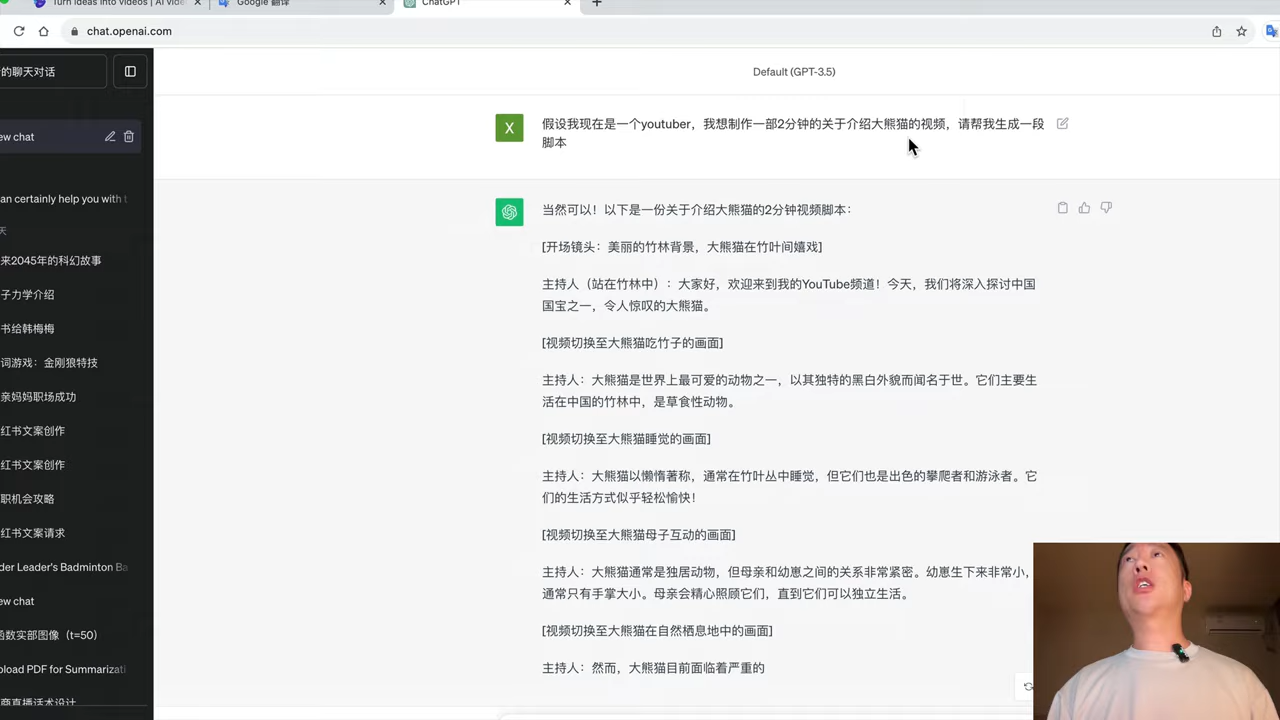 Turn ideas into videos | AI vide
Google 翻译
ChatGPT
chat.openai.com
的聊天对话
Default (GPT-3.5)
ew chat
X
假设我现在是一个youtuber，我想制作一部2分钟的关于介绍大熊猫的视频，请帮我生成一段
脚本
an certainly help you with t
天
来2045年的科幻故事
子力学介绍
书给韩梅梅
词游戏：金刚狼特技
亲妈妈职场成功
红书文案创作
红书文案创作
职机会攻略
红书文案请求
der Leader's Badminton Ba
ew chat
函数实部图像（t=50）
pload PDF for Summarizati
商直播话术设计
当然可以！以下是一份关于介绍大熊猫的2分钟视频脚本：
[开场镜头：美丽的竹林背景，大熊猫在竹叶间嬉戏]
主持人（站在竹林中）：大家好，欢迎来到我的YouTube频道！今天，我们将深入探讨中国
国宝之一，令人惊叹的大熊猫。
[视频切换至大熊猫吃竹子的画面]
主持人：大熊猫是世界上最可爱的动物之一，以其独特的黑白外貌而闻名于世。它们主要生
活在中国的竹林中，是草食性动物。
[视频切换至大熊猫睡觉的画面]
主持人：大熊猫以懒惰著称，通常在竹叶丛中睡觉，但它们也是出色的攀爬者和游泳者。它
们的生活方式似乎轻松愉快！
[视频切换至大熊猫母子互动的画面]
主持人：大熊猫通常是独居动物，但母亲和幼崽之间的关系非常紧密。幼崽生下来非常小，
通常只有手掌大小。母亲会精心照顾它们，直到它们可以独立生活。
[视频切换至大熊猫在自然栖息地中的画面]
主持人：然而，大熊猫目前面临着严重的